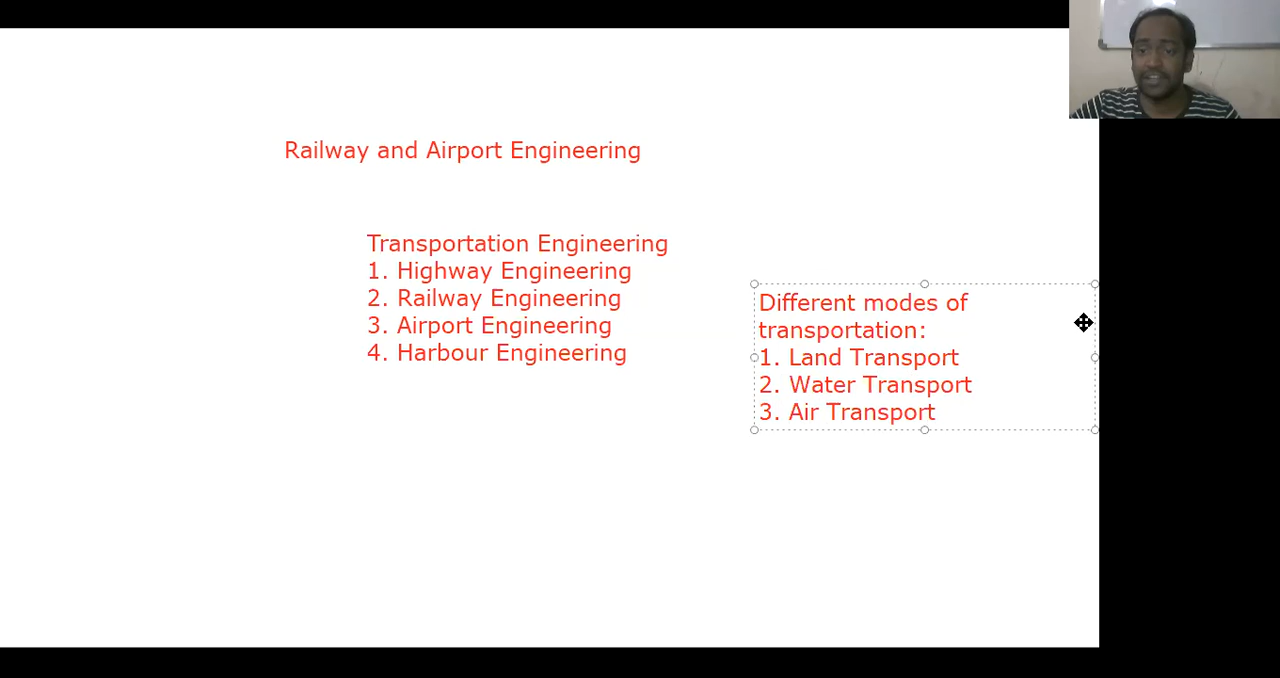 Railway and Airport Engineering
Transportation Engineering
1. Highway Engineering
2. Railway Engineering
3. Airport Engineering
4. Harbour Engineering
Different modes of
transportation:
1. Land Transport
2. Water Transport
3. Air Transport